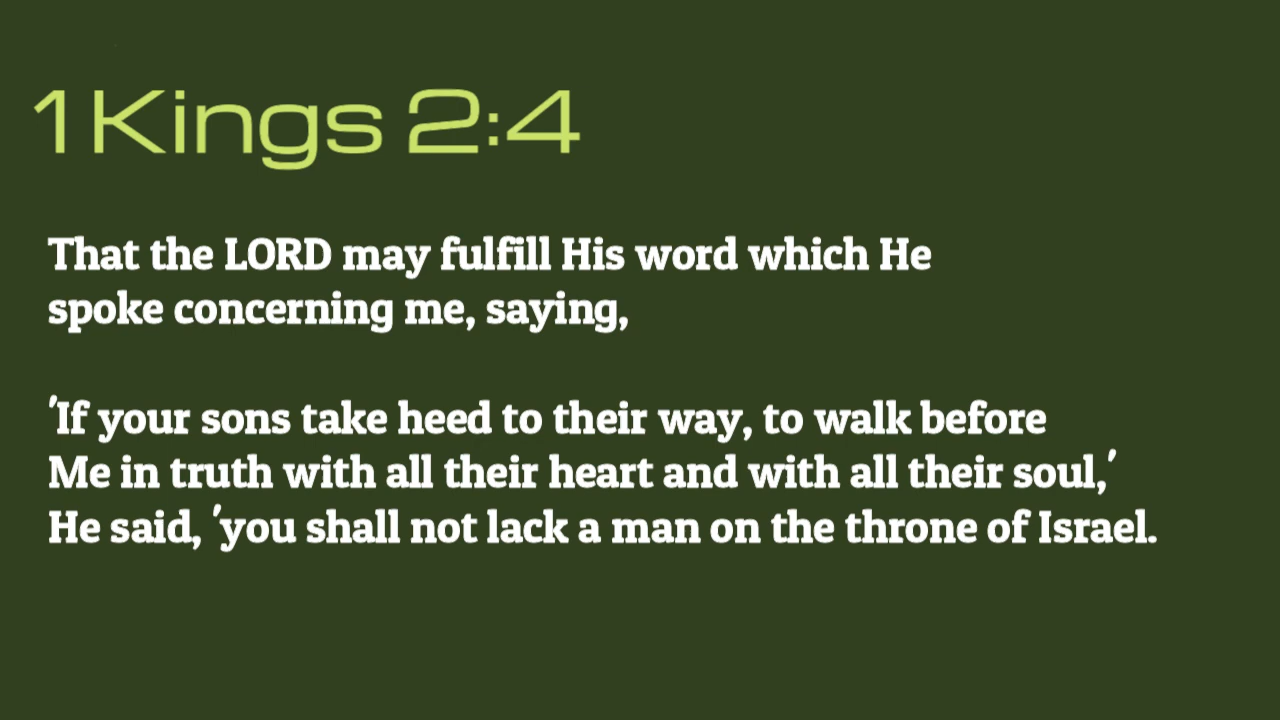 1 Kings 2:4
That the LORD may fulfill His word which He
spoke concerning me, saying,
'If your sons take heed to their way, to walk before
Me in truth with all their heart and with all their soul,'
He said, 'you shall not lack a man on the throne of Israel.